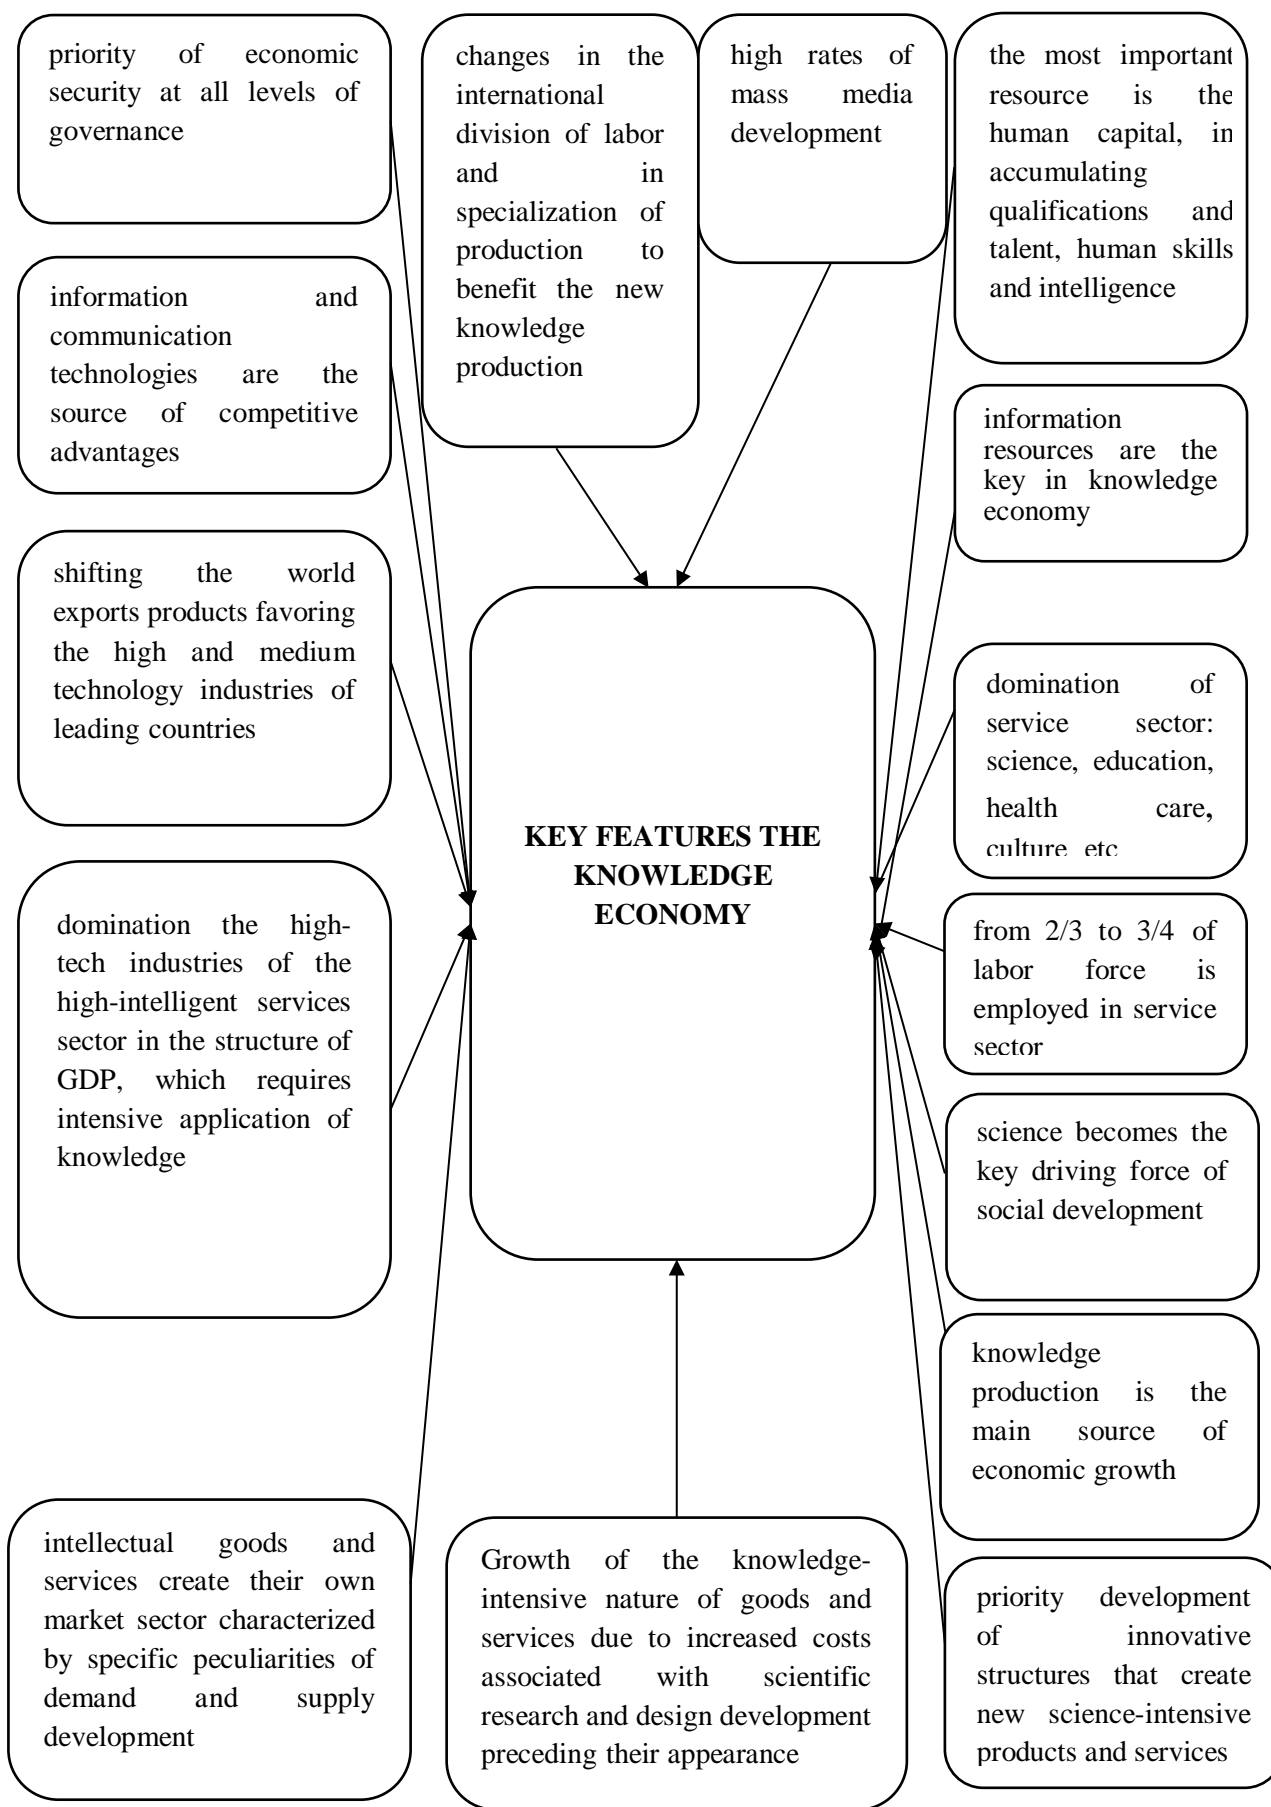 priority of economic
security at all levels of
governance
changes in the
international
division of labor
and in
specialization of
production to
benefit the new
knowledge
production
high rates of
mass media
development
the most important
resource is the
human capital, in
accumulating
qualifications and
talent, human skills
and intelligence
information and
communication
technologies are the
source of competitive
advantages
information
resources are the
key in knowledge
economy
shifting the world
exports products favoring
the high and medium
technology industries of
leading countries
domination of
service sector:
science, education,
health care,
culture etc
KEY FEATURES THE
KNOWLEDGE
ECONOMY
domination the high-
tech industries of the
high-intelligent services
sector in the structure of
GDP, which requires
intensive application of
knowledge
from 2/3 to 3/4 of
labor force is
employed in service
sector
science becomes the
key driving force of
social development
knowledge
production is the
main source of
economic growth
intellectual goods and
services create their own
market sector characterized
by specific peculiarities of
demand and supply
development
Growth of the knowledge-
intensive nature of goods and
services due to increased costs
associated with scientific
research and design development
preceding their appearance
priority development
of innovative
structures that create
new science-intensive
products and services